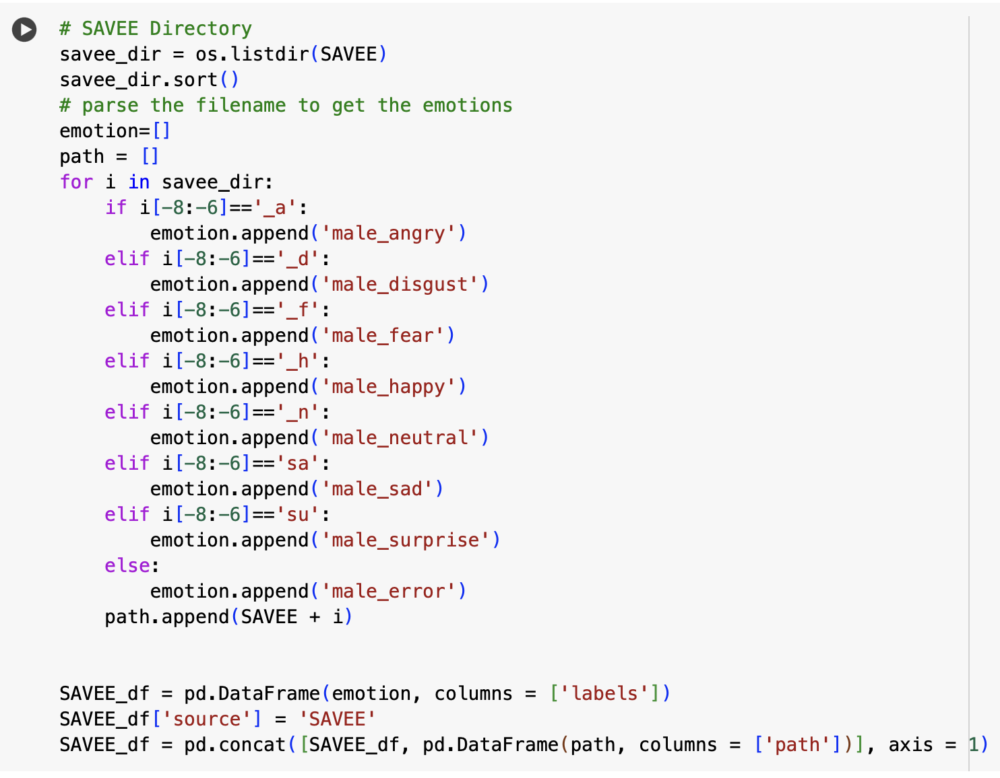 # SAVEE Directory
savee_dir = os.listdir(SAVEE)
savee_dir.sort()
# parse the filename to get the emotions
emotion=[]
path = []
for i in savee_dir:
    if i[-8:-6]=='_a':
        emotion.append('male_angry')
    elif i[-8:-6]=='_d':
        emotion.append('male_disgust')
    elif i[-8:-6]=='_f':
        emotion.append('male_fear')
    elif i[-8:-6]=='_h':
        emotion.append('male_happy')
    elif i[-8:-6]=='_n':
        emotion.append('male_neutral')
    elif i[-8:-6]=='sa':
        emotion.append('male_sad')
    elif i[-8:-6]=='su':
        emotion.append('male_surprise')
    else:
        emotion.append('male_error')
    path.append(SAVEE + i)
SAVEE_df = pd.DataFrame(emotion, columns = ['labels'])
SAVEE_df['source'] = 'SAVEE'
SAVEE_df = pd.concat([SAVEE_df, pd.DataFrame(path, columns = ['path'])], axis = 1)